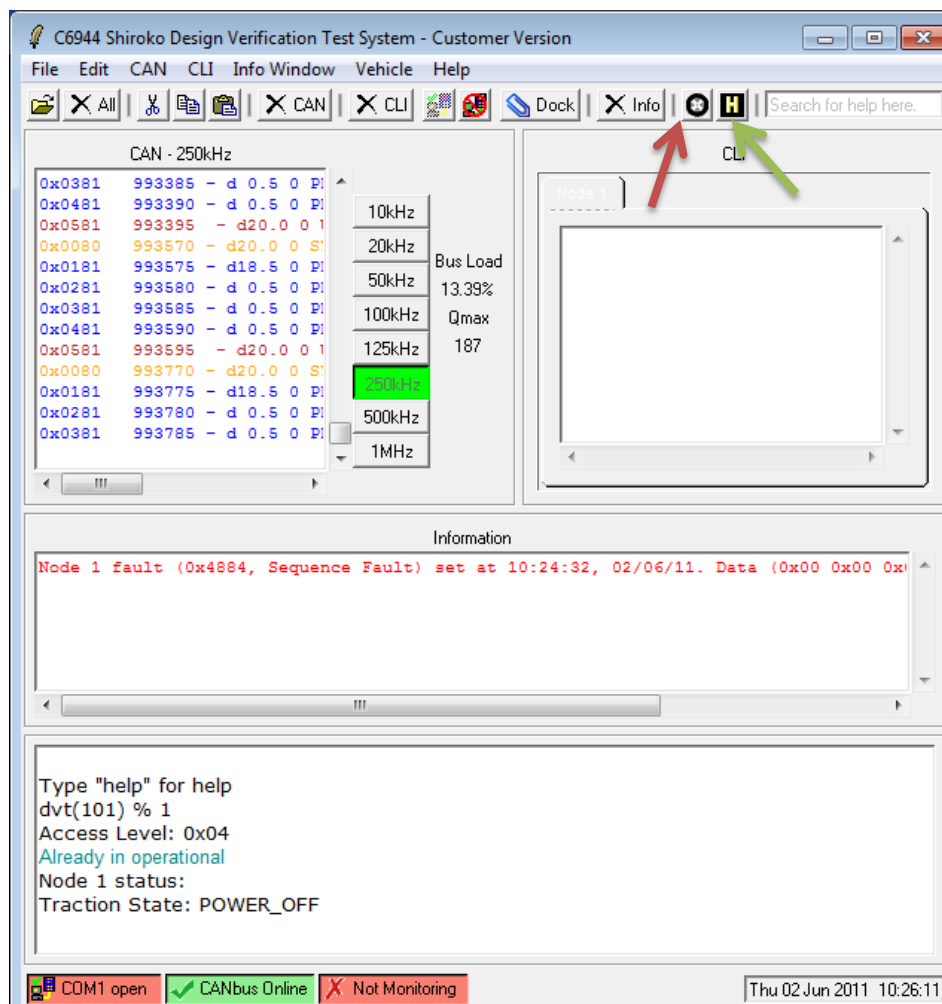 C6944 Shiroko Design Verification Test System - Customer Version
File Edit CAN CLI Info Window Vehicle Help
All CAN CLI Dock Info H Search for help here.
CAN - 250kHz
0x0381 993385 - d 0.5 0
0x0481 993390 - d 0.5 0
0x0581 993395 - d20.0 0
0x0080 993570 - d20.0 0
0x0181 993575 - d18.5 0
0x0281 993580 - d 0.5 0
0x0381 993585 - d 0.5 0
0x0481 993590 - d 0.5 0
0x0581 993595 - d20.0 0
0x0080 993770 - d20.0 0
0x0181 993775 - d18.5 0
0x0281 993780 - d 0.5 0
0x0381 993785 - d 0.5 0
10kHz
20kHz
50kHz
100kHz
125kHz
250kHz
500kHz
1MHz
Bus Load
13.39%
Qmax
187
CLI
Node 1
Information
Node 1 fault (0x4884, Sequence Fault) set at 10:24:32, 02/06/11. Data (0x00 0x00
Type "help" for help
dvt(101) % 1
Access Level: 0x04
Already in operational
Node 1 status:
Traction State: POWER_OFF
COM1 open CANbus Online Not Monitoring Thu 02 Jun 2011 10:26:11